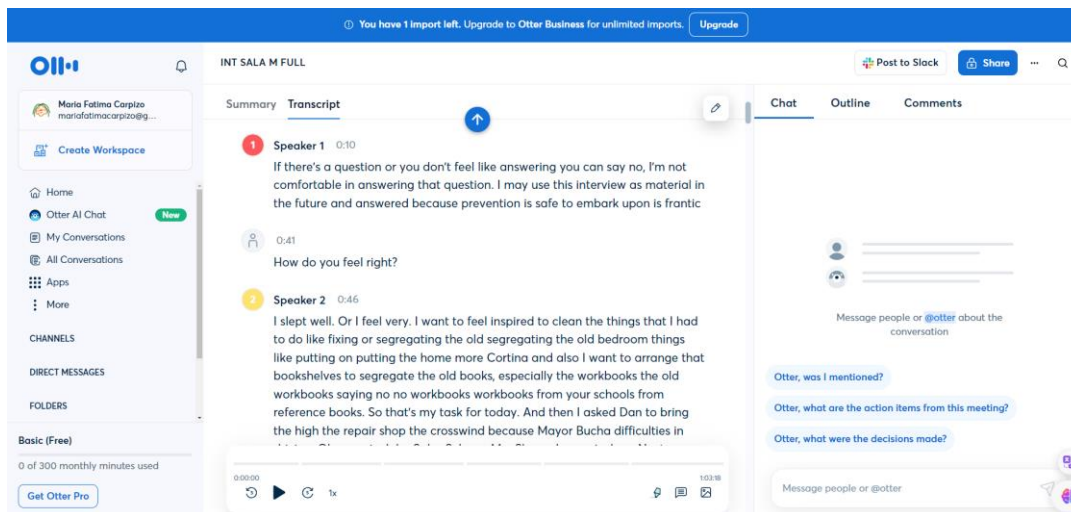 You have 1 import left. Upgrade to Otter Business for unlimited imports. Upgrade
INT SALA M FULL
Post to Slack
Share
Maria Fatima Carpizo
mariafatimacarpizo@g...
Create Workspace
Home
Otter AI Chat New
My Conversations
All Conversations
Apps
More
CHANNELS
DIRECT MESSAGES
FOLDERS
Basic (Free)
0 of 300 monthly minutes used
Get Otter Pro
Summary Transcript
Speaker 1 0:10
If there's a question or you don't feel like answering you can say no, I'm not
comfortable in answering that question. I may use this interview as material in
the future and answered because prevention is safe to embark upon is frantic
0:41
How do you feel right?
2 Speaker 2 0:46
I slept well. Or I feel very. I want to feel inspired to clean the things that I had
to do like fixing or segregating the old segregating the old bedroom things
like putting on putting the home more Cortina and also I want to arrange that
bookshelves to segregate the old books, especially the workbooks the old
workbooks saying no no workbooks workbooks from your schools from
reference books. So that's my task for today. And then I asked Dan to bring
the high the repair shop the crosswind because Mayor Bucha difficulties in
0:00:00
1:03:18
5
5
1x
Chat Outline Comments
Message people or @otter about the
conversation
Otter, was I mentioned?
Otter, what are the action items from this meeting?
Otter, what were the decisions made?
Message people or @otter